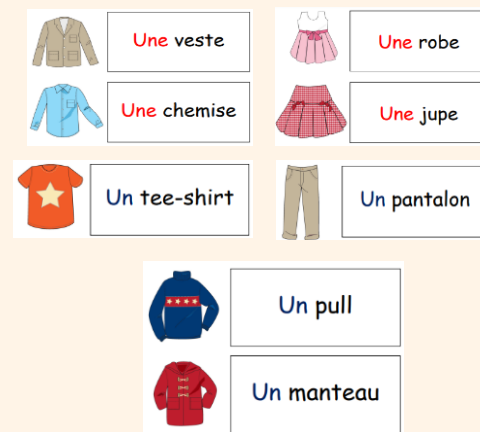 Une veste
Une robe
Une chemise
Une jupe
Un tee-shirt
Un pantalon
Un pull
Un manteau